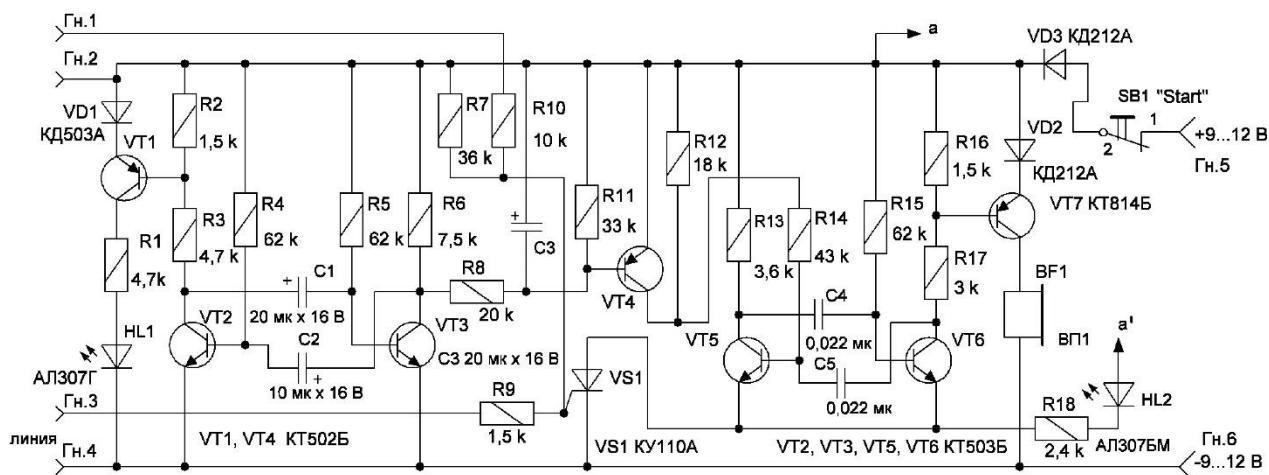 Гн.1
Гн.2
VD1
КД503А
VT1
R1
4,7k
HL1
АЛ307Г
Гн.3
линия
Гн.4
R2
1,5 k
R3
4,7 k
VT2
R4
62 k
C1
20 мк x 16 В
C2
+
10 мк x 16 В
+
R5
62 k
R6
7,5 k
VT3
C3 20 мк x 16 В
R7
36 k
R10
10 k
R8
20 k
+
C3
R9
1,5 k
R11
33 k
VT4
VS1
R12
18 k
VT1, VT4 КТ502Б
VS1 КУ110А
a
R13
3,6 k
R14
43 k
R15
62 k
C4
0,022 мк
C5
0,022 мк
VT5
VT6
VT2, VT3, VT5, VT6 КТ503Б
R16
1,5 k
R17
3 k
VD3 КД212А
VD2
КД212А
VT7 КТ814Б
SB1 "Start"
1
2
+9...12 В
Гн.5
BF1
ВП1
a'
HL2
АЛ307БМ
R18
2,4 k
Гн.6
-9...12 В